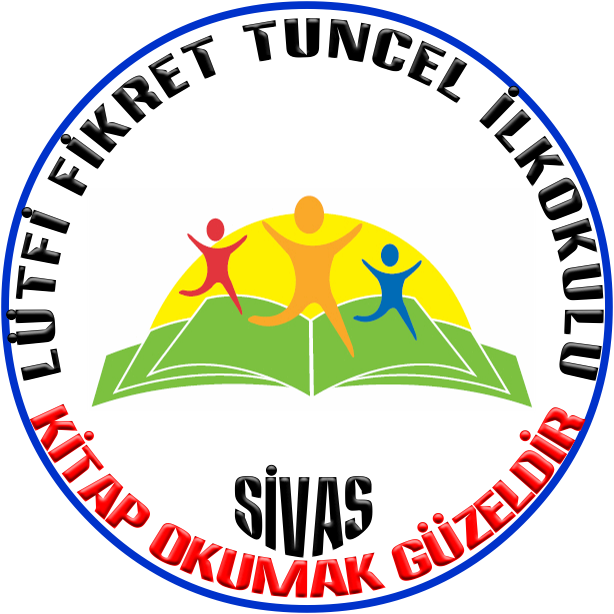 LÜTFİ FİKRET TUNCEL İLKOKULU
SİVAS
KİTAP OKUMAK GÜZELDİR